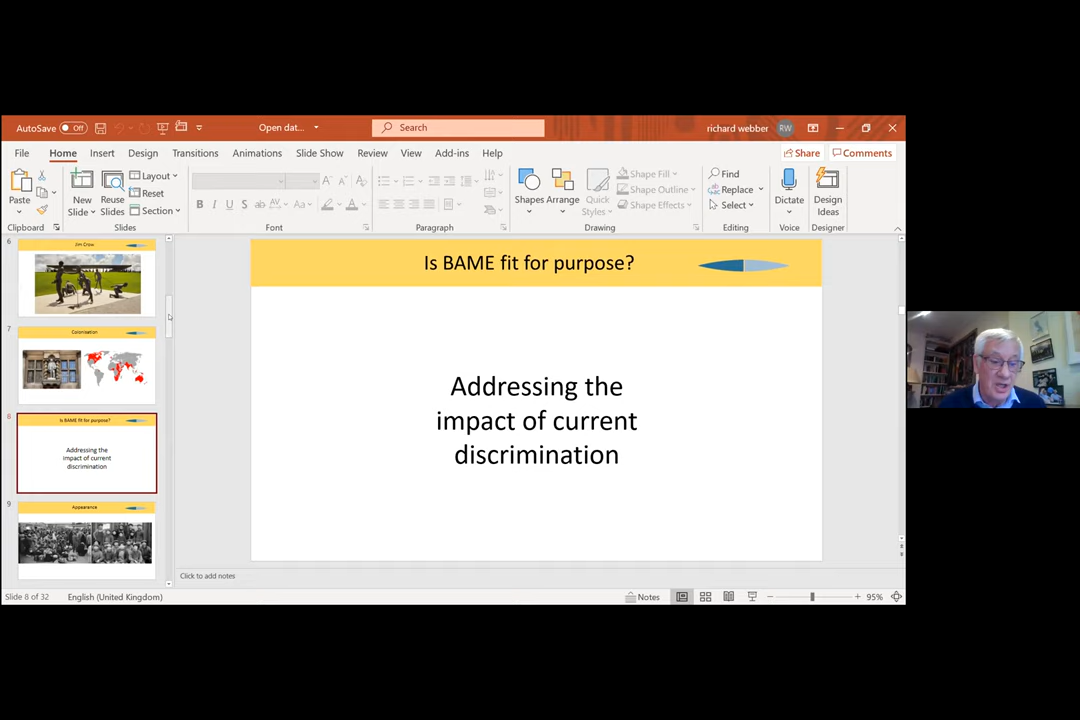 AutoSave Off
Open dat...
Search
richard webber RW
File Home Insert Design Transitions Animations Slide Show Review View Add-ins Help
Share Comments
Paste
New Slide
Reuse Slides
Layout
Reset
Section
B I U S ab AV Aa A
Shapes
Arrange
Quick Styles
Shape Fill
Shape Outline
Shape Effects
Find
Replace
Select
Dictate
Design Ideas
Clipboard Slides Font Paragraph Drawing Editing Voice Designer
6
Jim Crow
7
Colonisation
8
Is BAME fit for purpose?
Addressing the
impact of current
discrimination
9
Appearance
Is BAME fit for purpose?
Addressing the
impact of current
discrimination
Click to add notes
Slide 8 of 32 English (United Kingdom) Notes 95%